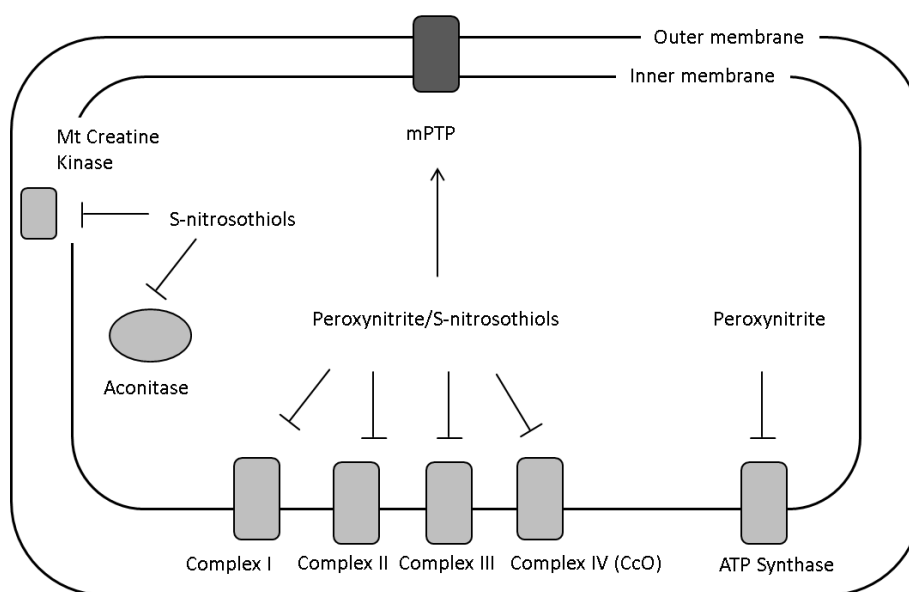 Outer membrane
Inner membrane
mPTP
Mt Creatine
Kinase
S-nitrosothiols
Peroxynitrite/S-nitrosothiols
Peroxynitrite
Aconitase
Complex I
Complex II
Complex III
Complex IV (CcO)
ATP Synthase